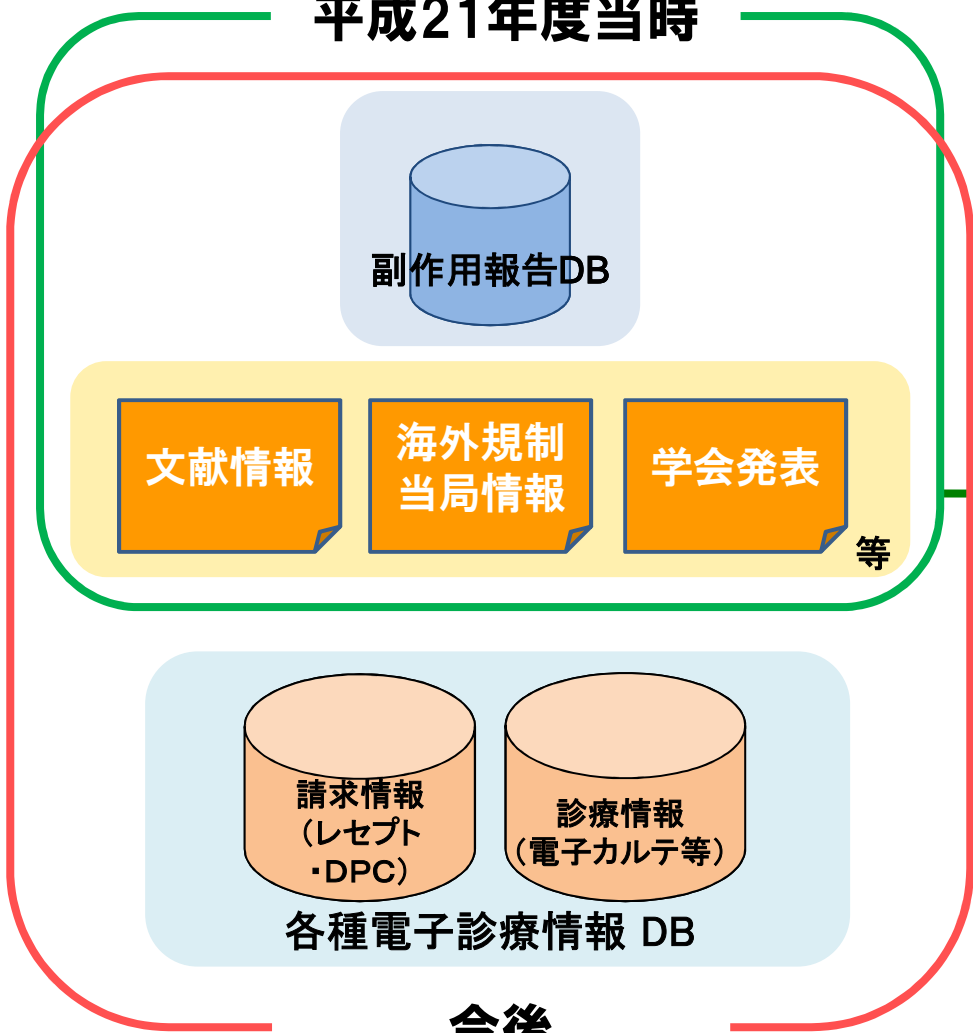 平成21年度当時
副作用報告DB
文献情報
海外規制
当局情報
学会発表
等
請求情報
（レセプト
・DPC）
診療情報
（電子カルテ等）
各種電子診療情報 DB
今後